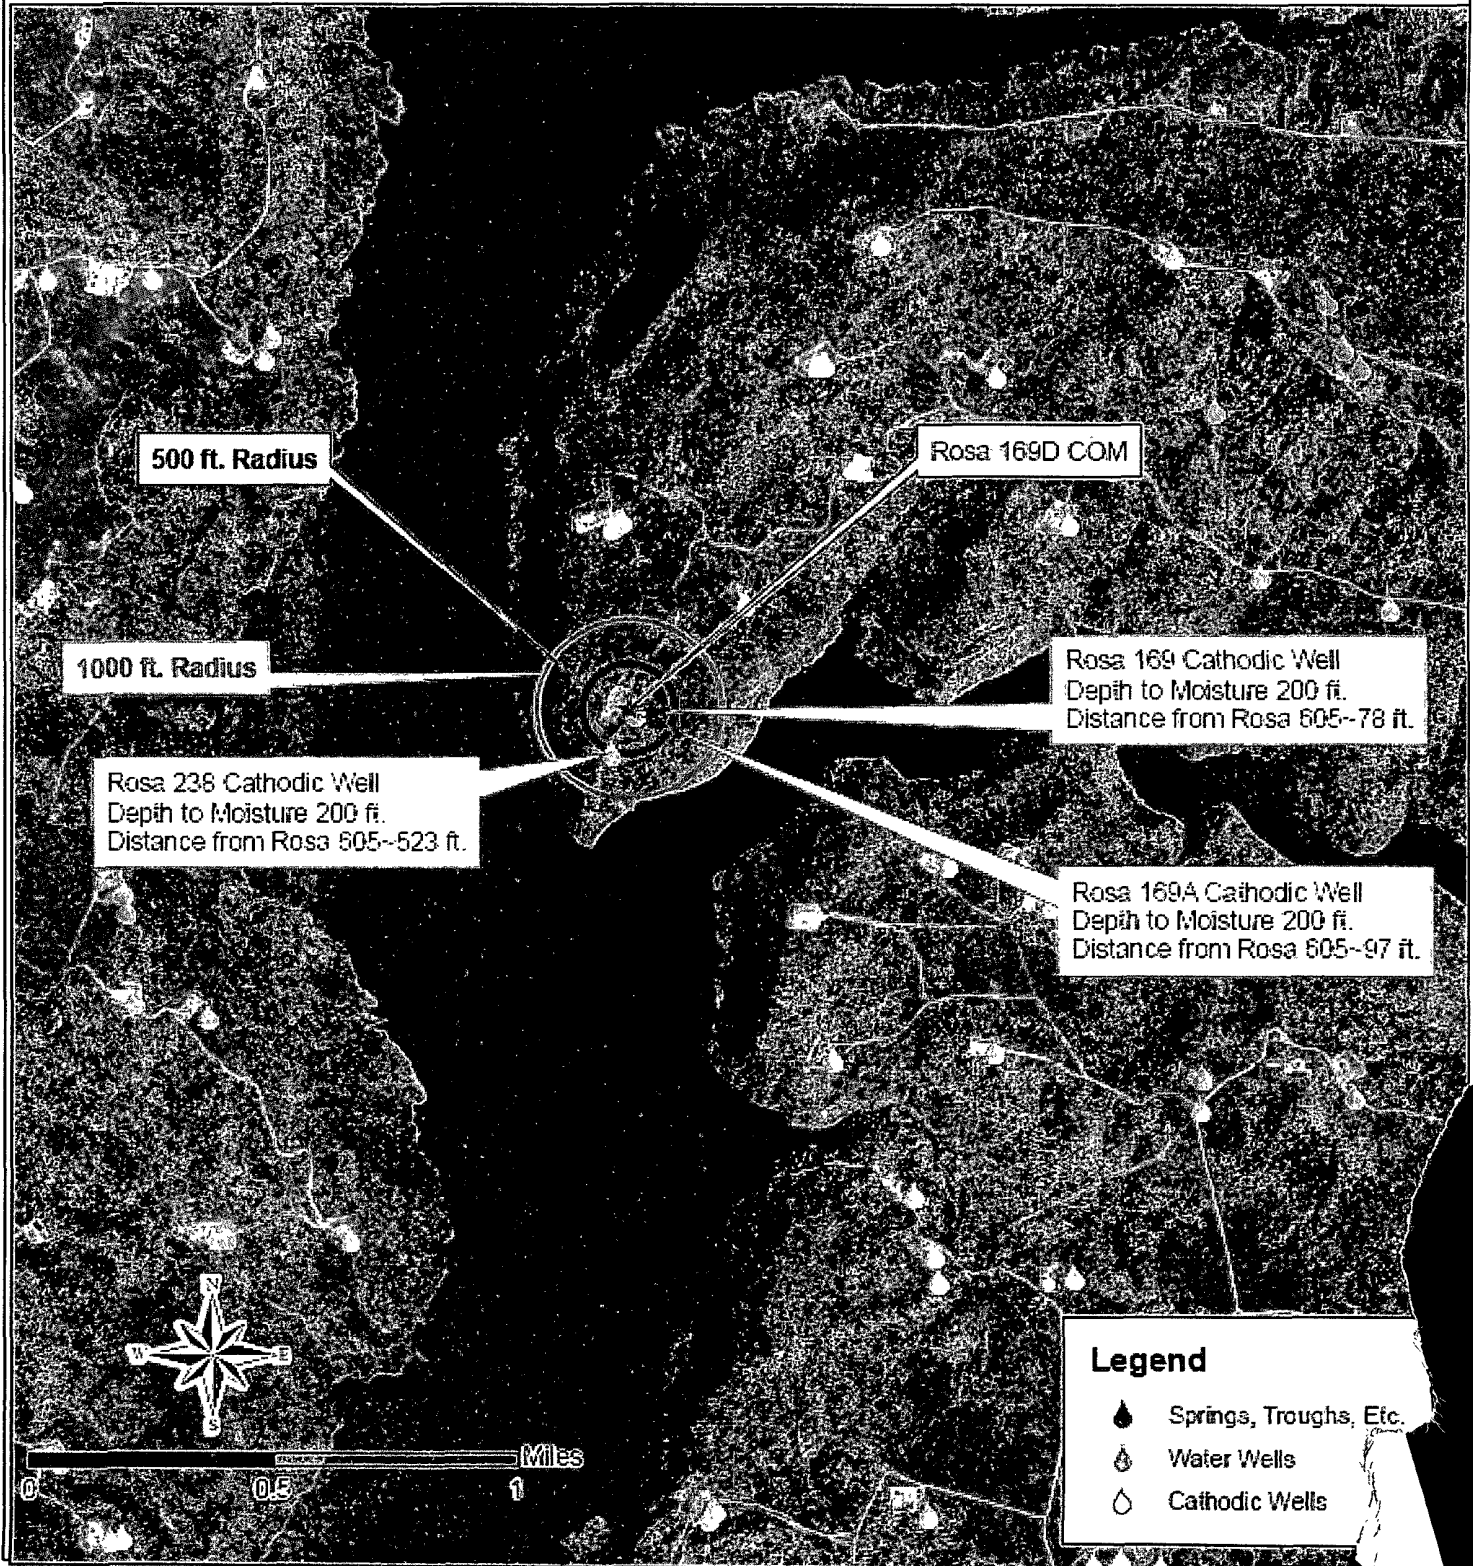 500 ft. Radius
Rosa 169D COM
1000 ft. Radius
Rosa 169 Cathodic Well
Depth to Moisture 200 ft.
Distance from Rosa 605~78 ft.
Rosa 238 Cathodic Well
Depth to Moisture 200 ft.
Distance from Rosa 605~523 ft.
Rosa 169A Cathodic Well
Depth to Moisture 200 ft.
Distance from Rosa 605~97 ft.
N
W E
S
Miles
0 0.5 1
Legend
Springs, Troughs, Etc.
Water Wells
Cathodic Wells